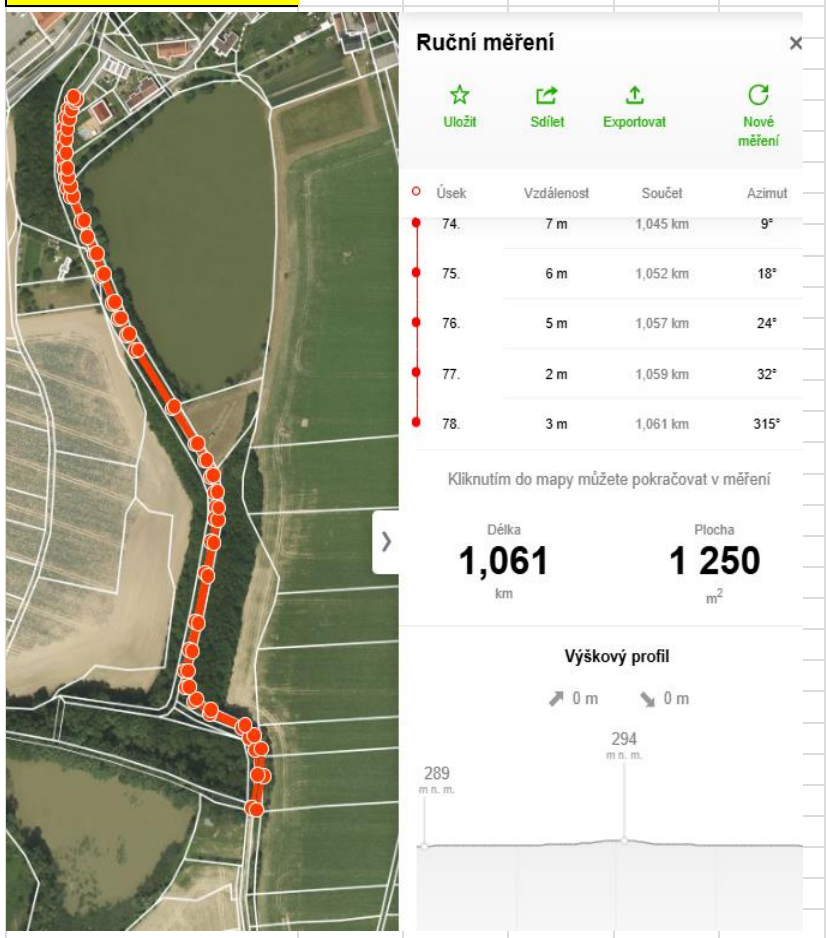 Ruční měření
×
Uložit
Sdílet
Exportovat
Nové
měření
Úsek Vzdálenost Součet Azimut
74. 7 m 1,045 km 9°
75. 6 m 1,052 km 18°
76. 5 m 1,057 km 24°
77. 2 m 1,059 km 32°
78. 3 m 1,061 km 315°
Kliknutím do mapy můžete pokračovat v měření
Délka
1,061
km
Plocha
1 250
m²
Výškový profil
0 m 0 m
294
m n. m.
289
m n. m.